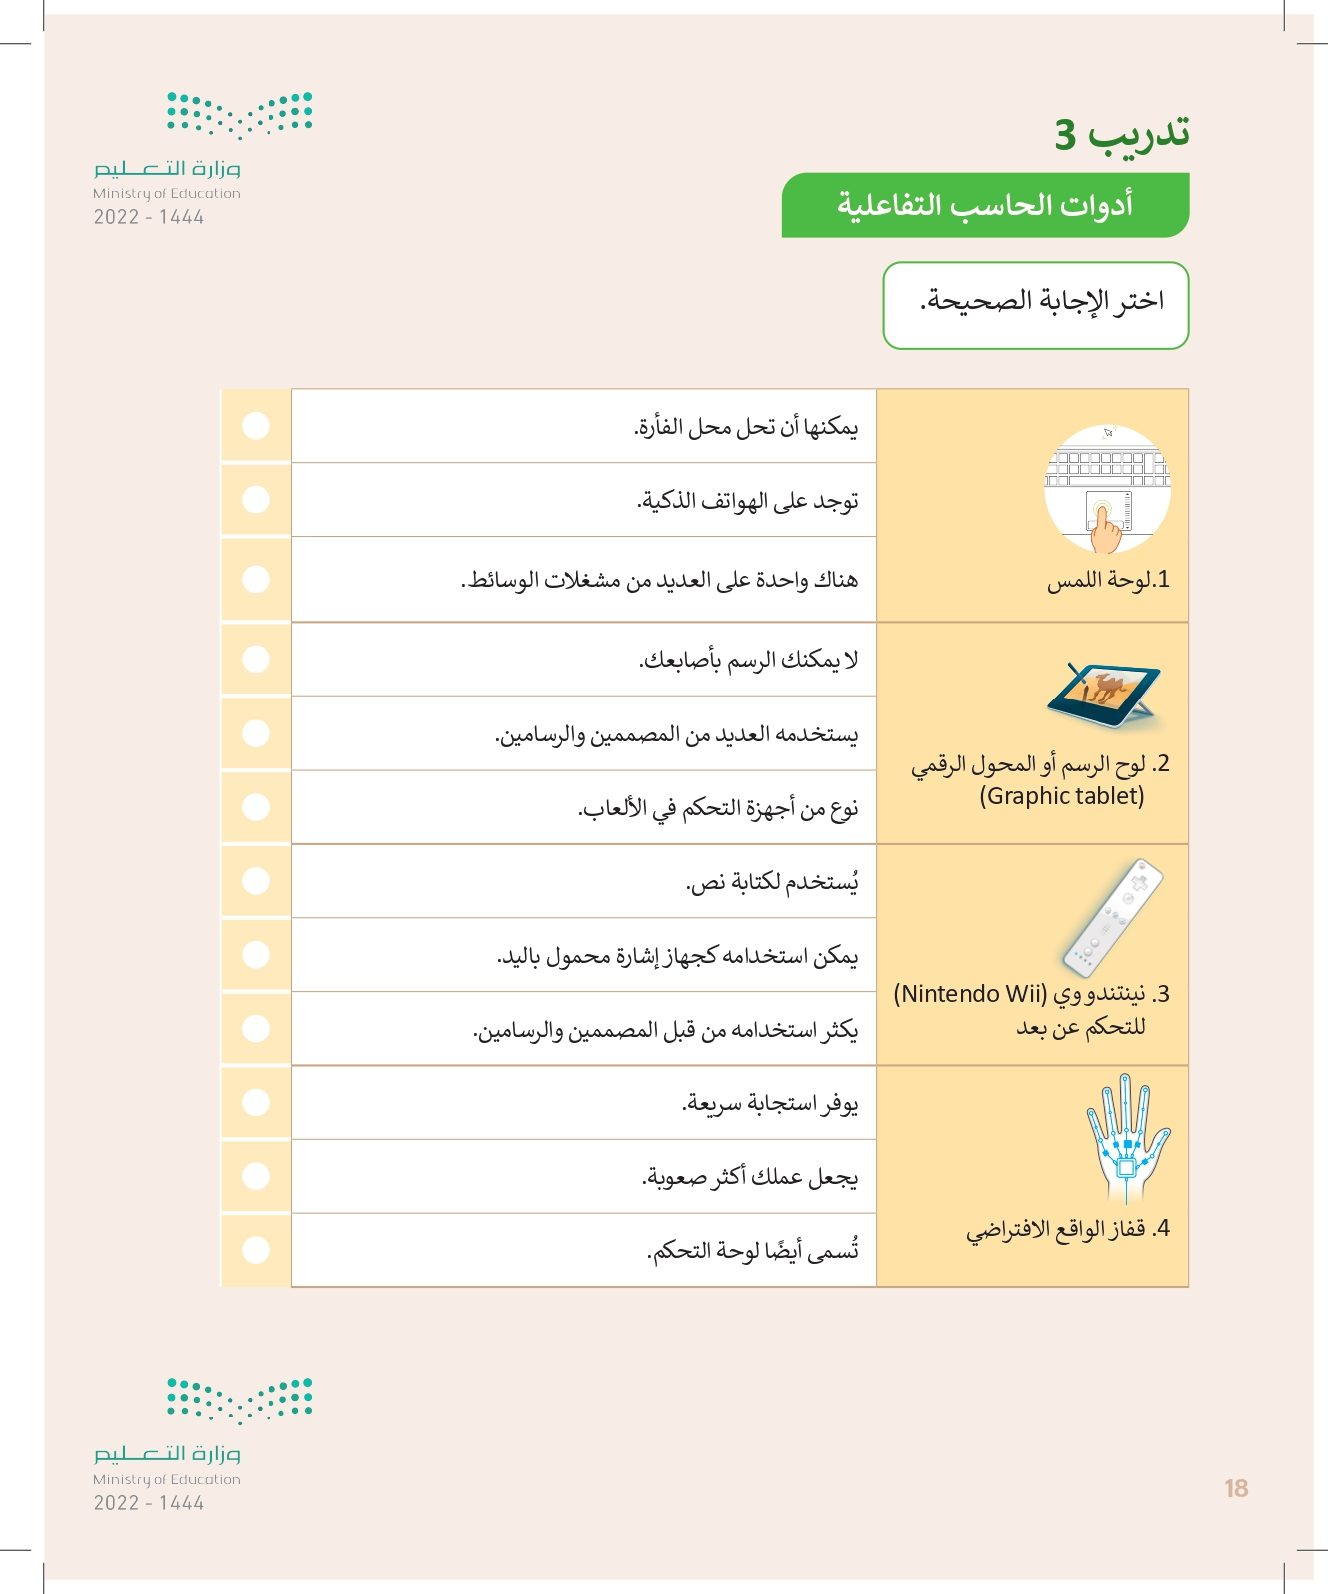 وزارة التعليم
Ministry of Education
2022 - 1444
تدريب 3
أدوات الحاسب التفاعلية
اختر الإجابة الصحيحة.
1.لوحة اللمس
يمكنها أن تحل محل الفأرة.
توجد على الهواتف الذكية.
هناك واحدة على العديد من مشغلات الوسائط.
2. لوح الرسم أو المحول الرقمي
(Graphic tablet)
لا يمكنك الرسم بأصابعك.
يستخدمه العديد من المصممين والرسامين.
نوع من أجهزة التحكم في الألعاب.
3. نينتندو وي (Nintendo Wii)
للتحكم عن بعد
يُستخدم لكتابة نص.
يمكن استخدامه كجهاز إشارة محمول باليد.
يكثر استخدامه من قبل المصممين والرسامين.
4. قفاز الواقع الافتراضي
يوفر استجابة سريعة.
يجعل عملك أكثر صعوبة.
تُسمى أيضًا لوحة التحكم.
وزارة التعليم
Ministry of Education
2022 - 1444
18